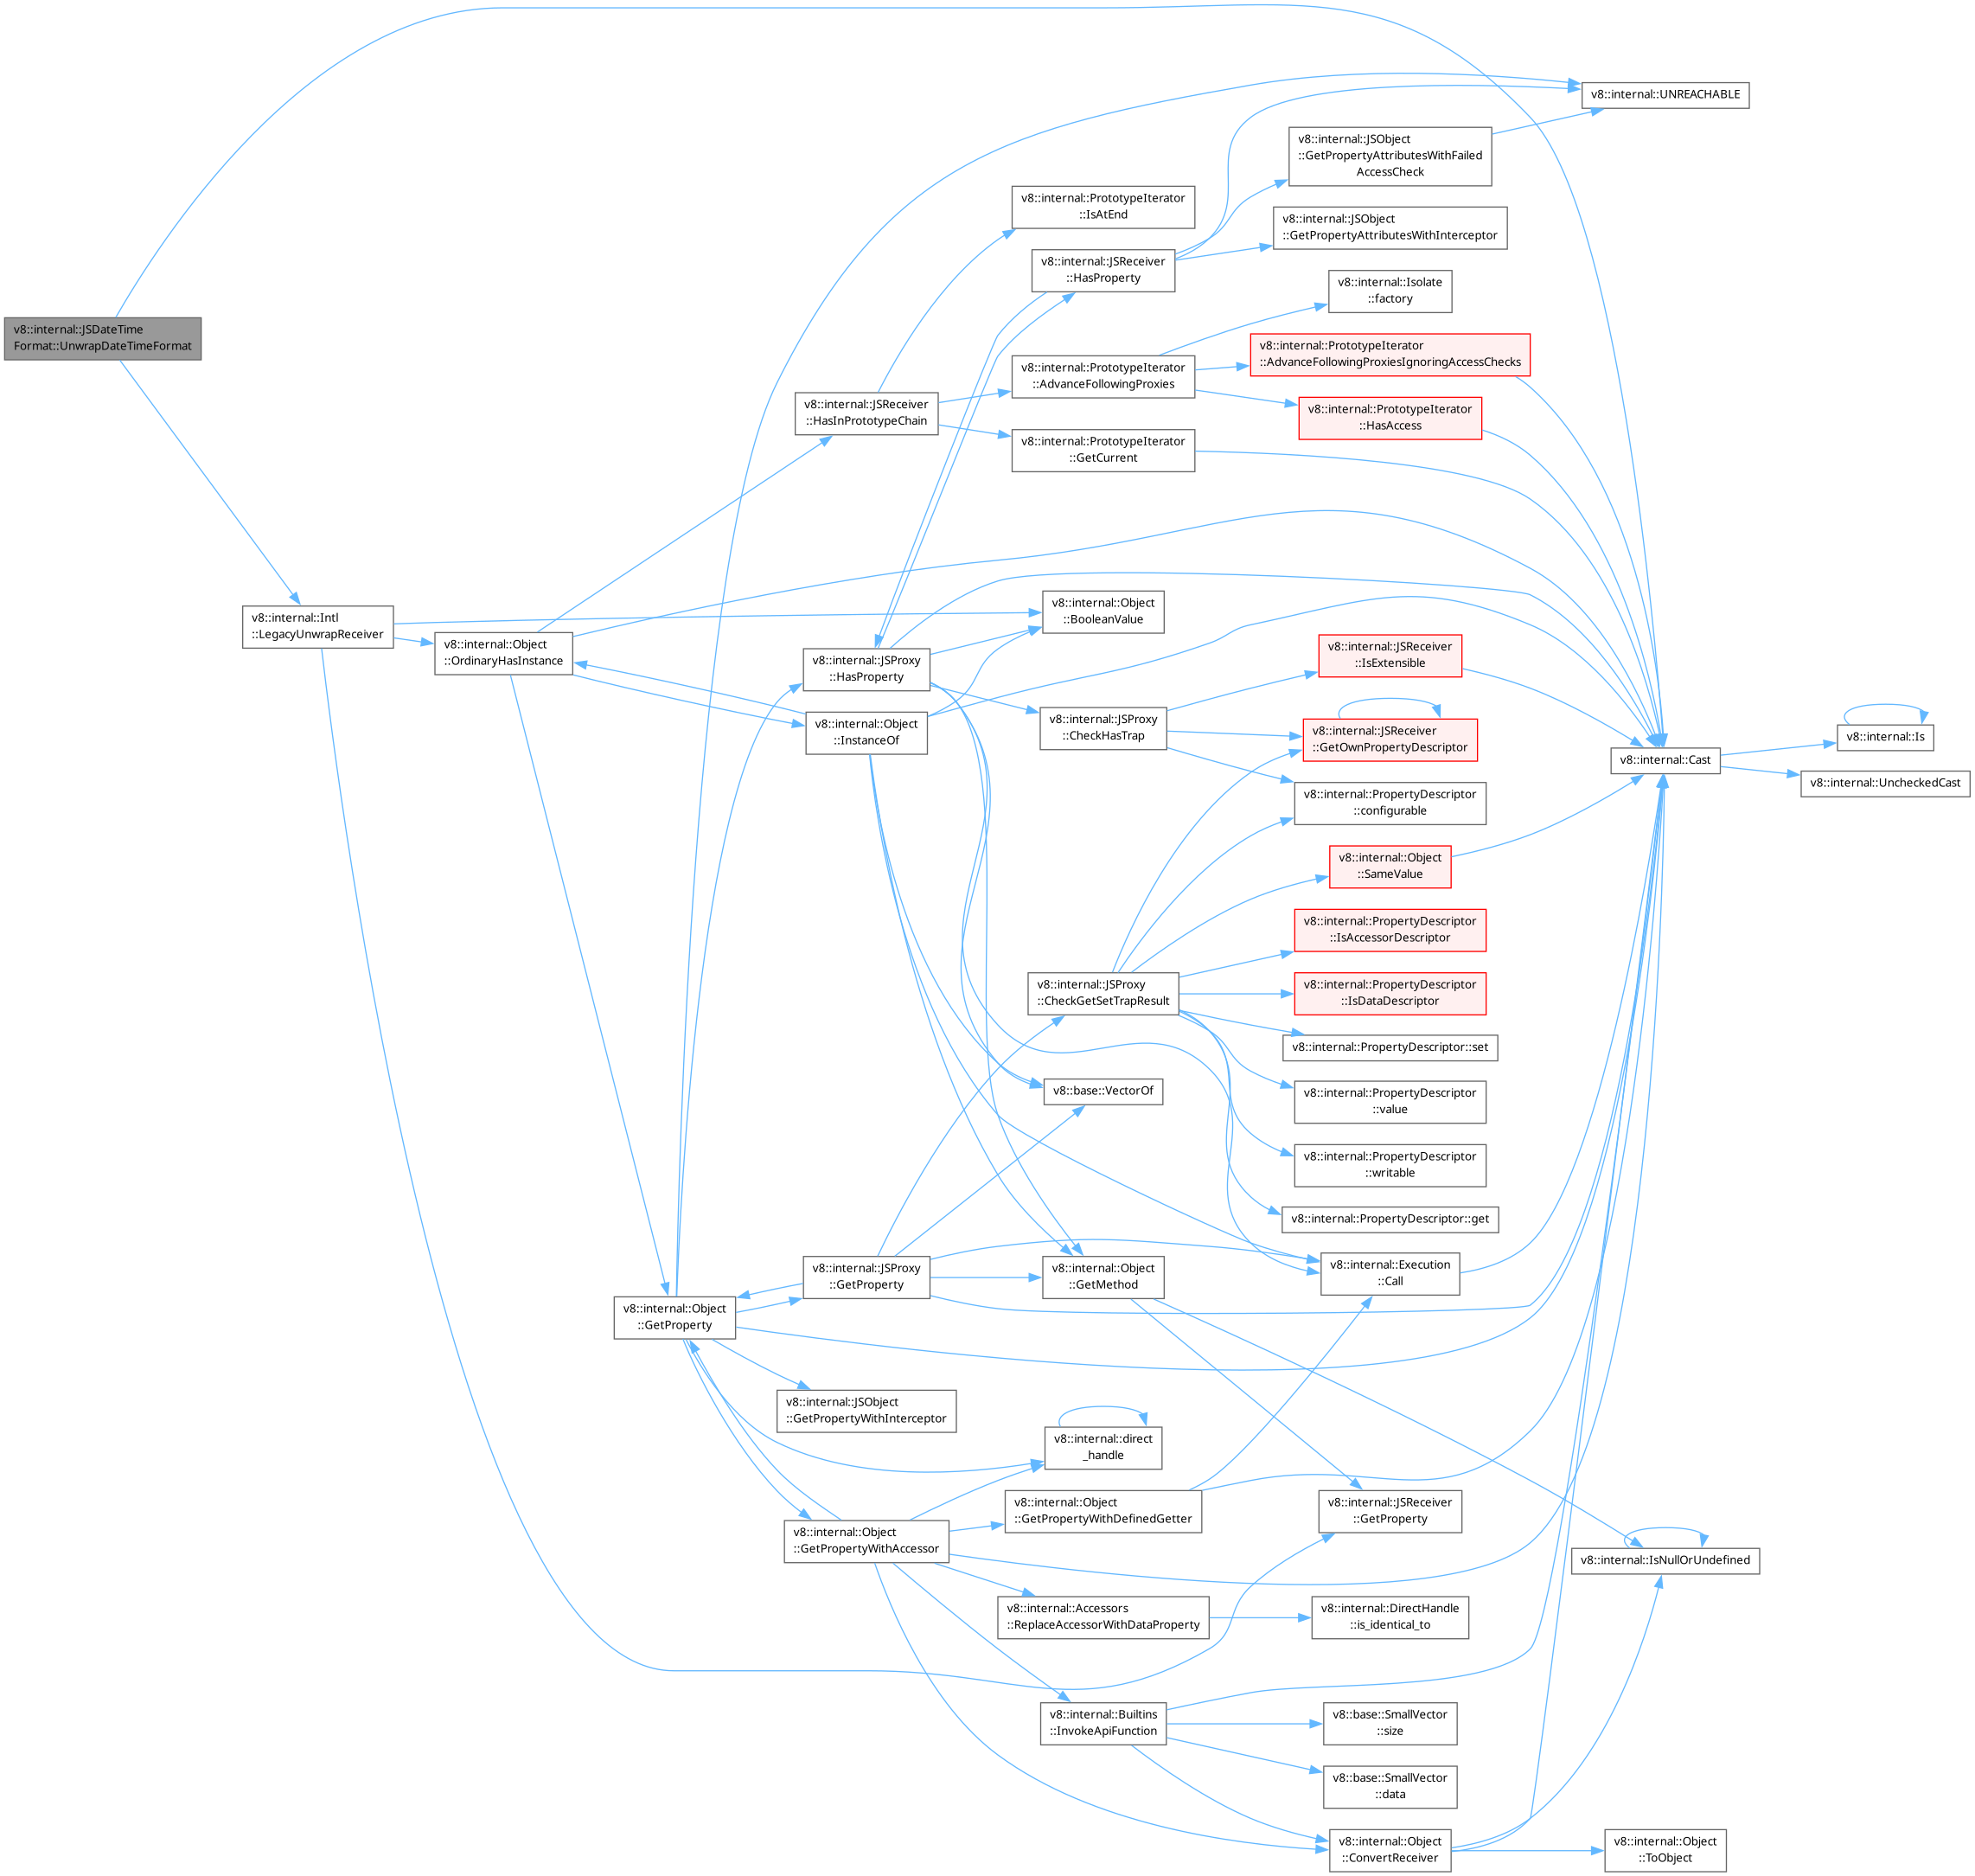 v8::internal::JSDateTime
Format::UnwrapDateTimeFormat
v8::internal::Intl
::LegacyUnwrapReceiver
v8::internal::Object
::OrdinaryHasInstance
v8::internal::Object
::GetProperty
v8::internal::JSReceiver
::HasInPrototypeChain
v8::internal::JSProxy
::HasProperty
v8::internal::Object
::InstanceOf
v8::internal::JSProxy
::GetProperty
v8::internal::JSObject
::GetPropertyWithInterceptor
v8::internal::Object
::GetPropertyWithAccessor
v8::internal::PrototypeIterator
::IsAtEnd
v8::internal::JSReceiver
::HasProperty
v8::internal::PrototypeIterator
::AdvanceFollowingProxies
v8::internal::PrototypeIterator
::GetCurrent
v8::internal::Object
::BooleanValue
v8::internal::JSProxy
::CheckHasTrap
v8::internal::JSProxy
::CheckGetSetTrapResult
v8::base::VectorOf
v8::internal::Object
::GetMethod
v8::internal::direct
_handle
v8::internal::Object
::GetPropertyWithDefinedGetter
v8::internal::Accessors
::ReplaceAccessorWithDataProperty
v8::internal::Builtins
::InvokeApiFunction
v8::internal::JSObject
::GetPropertyAttributesWithFailed
AccessCheck
v8::internal::JSObject
::GetPropertyAttributesWithInterceptor
v8::internal::Isolate
::factory
v8::internal::PrototypeIterator
::AdvanceFollowingProxiesIgnoringAccessChecks
v8::internal::PrototypeIterator
::HasAccess
v8::internal::JSReceiver
::IsExtensible
v8::internal::JSReceiver
::GetOwnPropertyDescriptor
v8::internal::PropertyDescriptor
::configurable
v8::internal::Object
::SameValue
v8::internal::PropertyDescriptor
::IsAccessorDescriptor
v8::internal::PropertyDescriptor
::IsDataDescriptor
v8::internal::PropertyDescriptor::set
v8::internal::PropertyDescriptor
::value
v8::internal::PropertyDescriptor
::writable
v8::internal::PropertyDescriptor::get
v8::internal::Execution
::Call
v8::internal::JSReceiver
::GetProperty
v8::internal::DirectHandle
::is_identical_to
v8::base::SmallVector
::size
v8::base::SmallVector
::data
v8::internal::Object
::ConvertReceiver
v8::internal::UNREACHABLE
v8::internal::Cast
v8::internal::IsNullOrUndefined
v8::internal::Object
::ToObject
v8::internal::Is
v8::internal::UncheckedCast